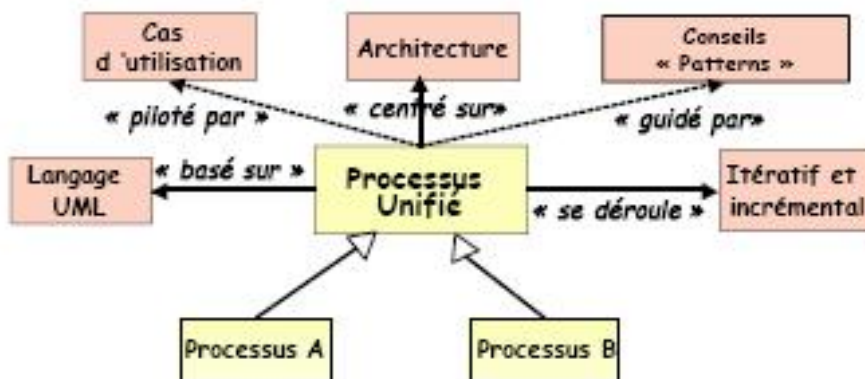 Cas
d 'utilisation
Architecture
Conseils
« Patterns »
« piloté par »
« centré sur»
« guidé par»
Langage
UML
« basé sur »
Processus
Unifié
« se déroule »
Itératif et
incrémental
Processus A
Processus B